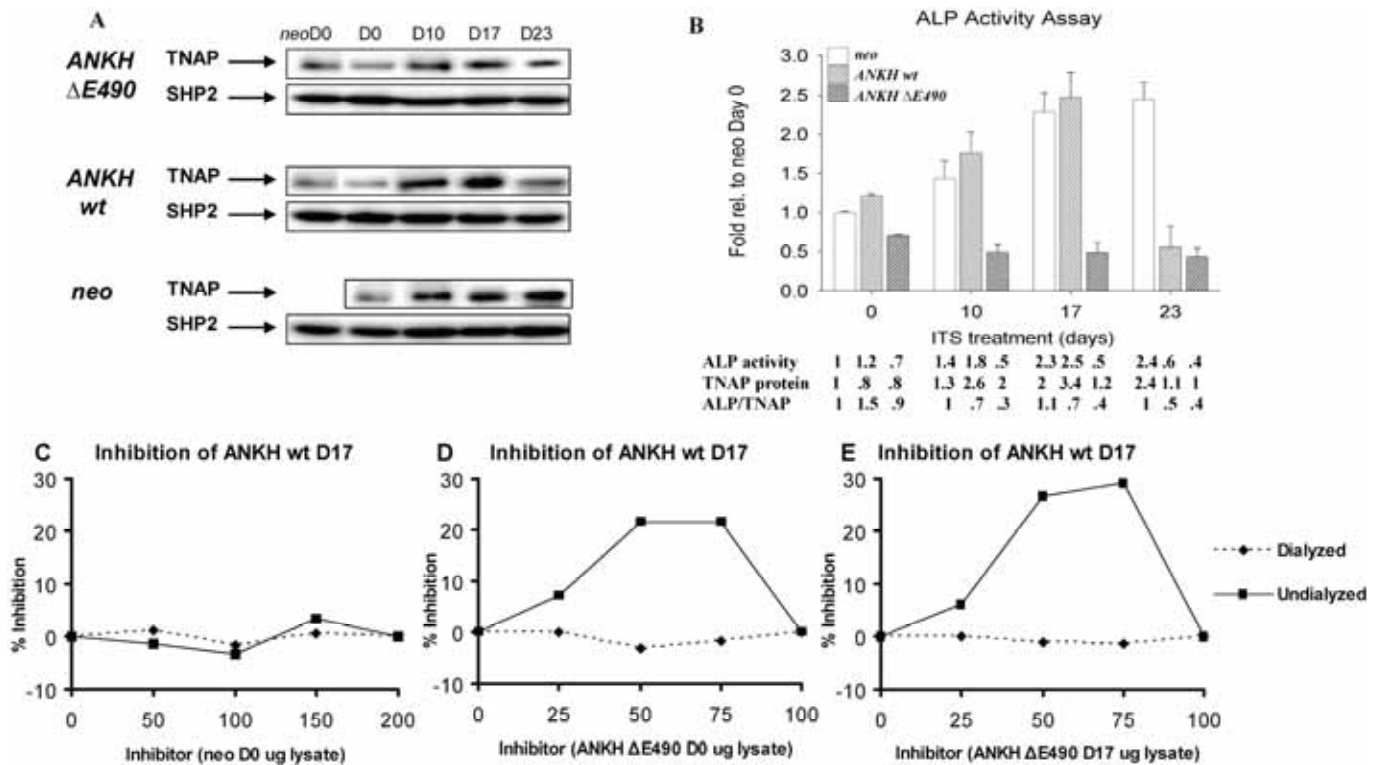 A
neoD0 D0 D10 D17 D23
ANKH ΔE490
TNAP
SHP2
ANKH wt
TNAP
SHP2
neo
TNAP
SHP2
B
ALP Activity Assay
neo
ANKH wt
ANKH ΔE490
Fold rel. to neo Day 0
3.0
2.5
2.0
1.5
1.0
0.5
0.0
0 10 17 23
ITS treatment (days)
ALP activity 1 1.2 .7 1.4 1.8 .5 2.3 2.5 .5 2.4 .6 .4
TNAP protein 1 .8 .8 1.3 2.6 2 2 3.4 1.2 2.4 1.1 1
ALP/TNAP 1 1.5 .9 1 .7 .3 1.1 .7 .4 1 .5 .4
C Inhibition of ANKH wt D17
% Inhibition
30
20
10
0
-10
0 50 100 150 200
Inhibitor (neo D0 ug lysate)
D Inhibition of ANKH wt D17
% Inhibition
30
20
10
0
-10
0 25 50 75 100
Inhibitor (ANKH ΔE490 D0 ug lysate)
E Inhibition of ANKH wt D17
% Inhibition
30
20
10
0
-10
0 25 50 75 100
Inhibitor (ANKH ΔE490 D17 ug lysate)
Dialyzed
Undialyzed